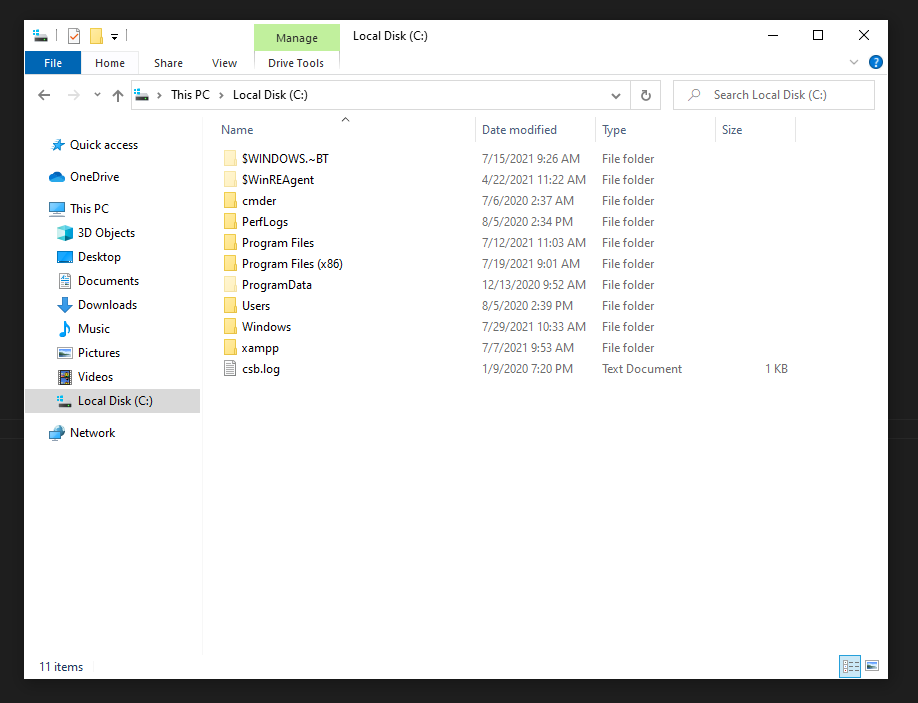 Manage
Local Disk (C:)
File
Home
Share
View
Drive Tools
?
This PC
Local Disk (C:)
Search Local Disk (C:)
Name
Date modified
Type
Size
Quick access
OneDrive
This PC
3D Objects
Desktop
Documents
Downloads
Music
Pictures
Videos
Local Disk (C:)
Network
$WINDOWS.~BT 7/15/2021 9:26 AM File folder
$WinREAgent 4/22/2021 11:22 AM File folder
cmder 7/6/2020 2:37 AM File folder
PerfLogs 8/5/2020 2:34 PM File folder
Program Files 7/12/2021 11:03 AM File folder
Program Files (x86) 7/19/2021 9:01 AM File folder
ProgramData 12/13/2020 9:52 AM File folder
Users 8/5/2020 2:39 PM File folder
Windows 7/29/2021 10:33 AM File folder
xampp 7/7/2021 9:53 AM File folder
csb.log 1/9/2020 7:20 PM Text Document 1 KB
11 items